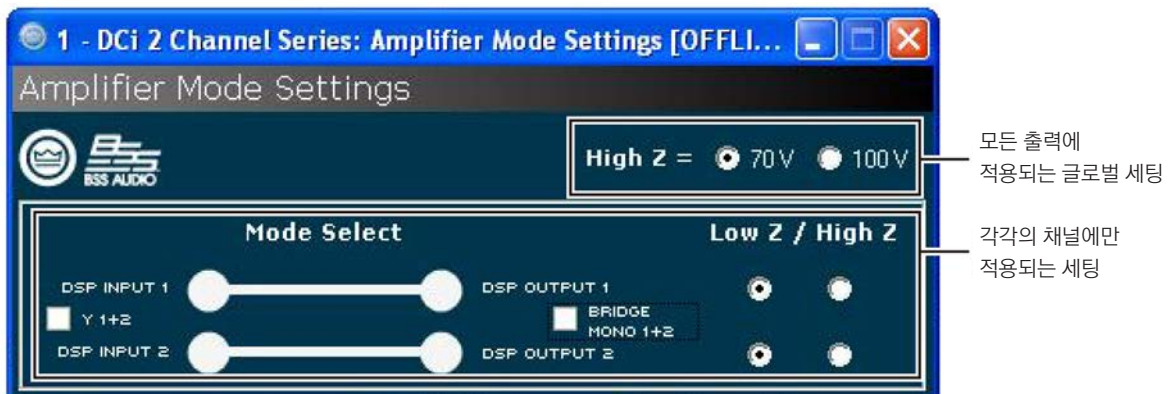 1 - DCi 2 Channel Series: Amplifier Mode Settings [OFFLI...
Amplifier Mode Settings
BSS AUDIO
High Z = 70V 100V
모든 출력에
적용되는 글로벌 세팅
Mode Select Low Z / High Z
각각의 채널에만
적용되는 세팅
DSP INPUT 1 DSP OUTPUT 1
Y 1+2 BRIDGE
MONO 1+2
DSP INPUT 2 DSP OUTPUT 2